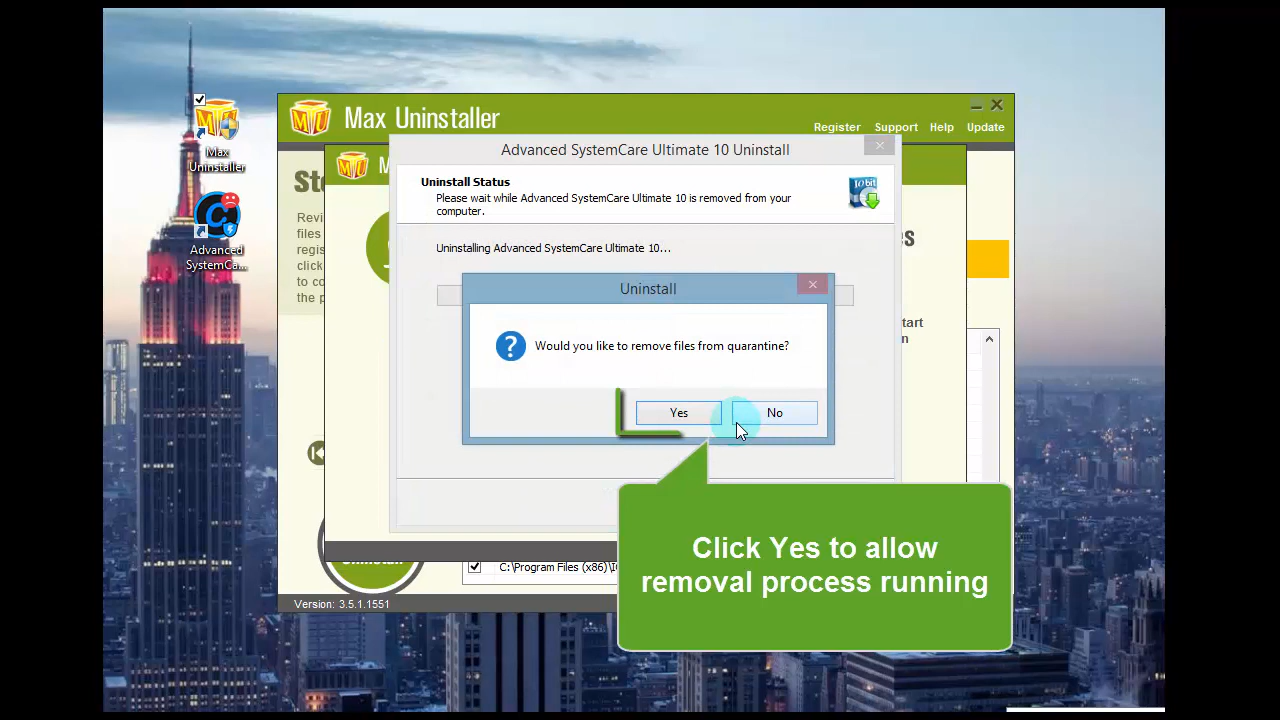 Max Uninstaller
Register Support Help Update
Max
Uninstaller
Advanced
SystemCa...
Advanced SystemCare Ultimate 10 Uninstall
Uninstall Status
Please wait while Advanced SystemCare Ultimate 10 is removed from your
computer.
Uninstalling Advanced SystemCare Ultimate 10...
Uninstall
Would you like to remove files from quarantine?
Yes No
Click Yes to allow
removal process running
C:\Program Files (x86)\I
Version: 3.5.1.1551